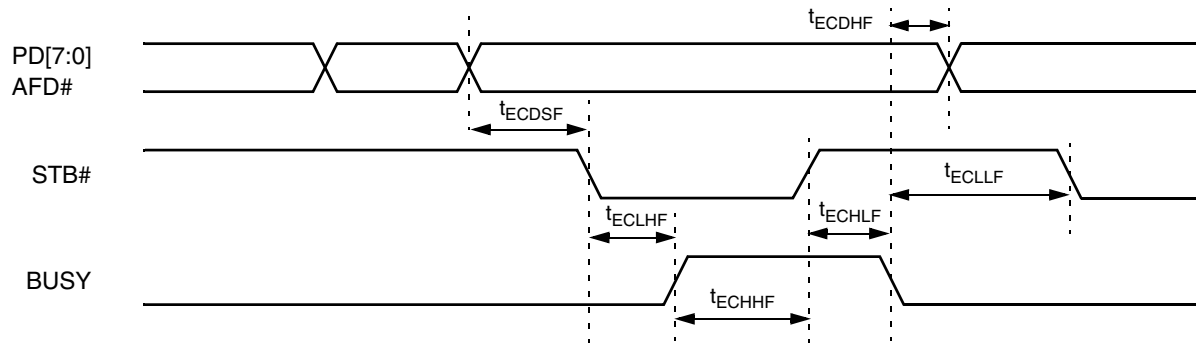 tECDHF
PD[7:0]
AFD#
tECDSF
STB#
tECLLF
tECLHF
tECHLF
BUSY
tECHHF